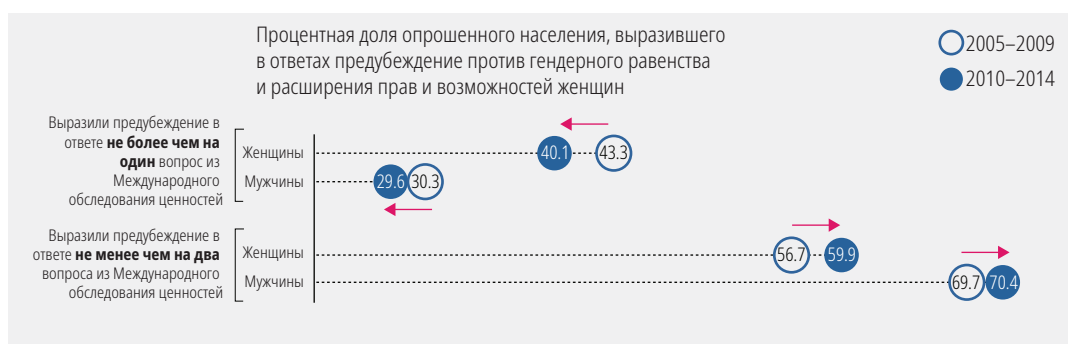 Процентная доля опрошенного населения, выразившего
в ответах предубеждение против гендерного равенства
и расширения прав и возможностей женщин
2005–2009
2010–2014
Выразили предубеждение в
ответе не более чем на
один вопрос из
Международного
обследования ценностей
Женщины
40.1 43.3
Мужчины
29.6 30.3
Выразили предубеждение в
ответе не менее чем на два
вопроса из Международного
обследования ценностей
Женщины
56.7 59.9
Мужчины
69.7 70.4